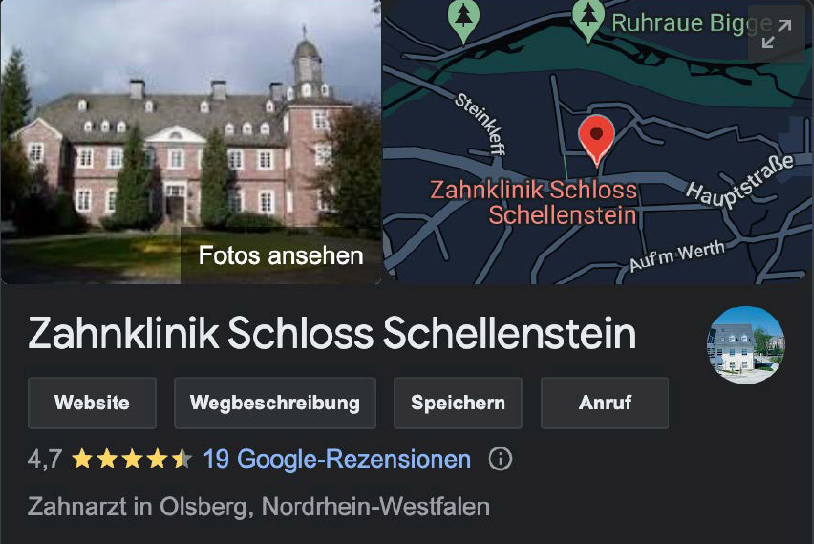 Ruhraue Bigge
Steinkleff
Zahnklinik Schloss
Schellenstein
Hauptstraße
Auf'm Werth
Fotos ansehen
Zahnklinik Schloss Schellenstein
Website Wegbeschreibung Speichern Anruf
4,7 19 Google-Rezensionen
Zahnarzt in Olsberg, Nordrhein-Westfalen